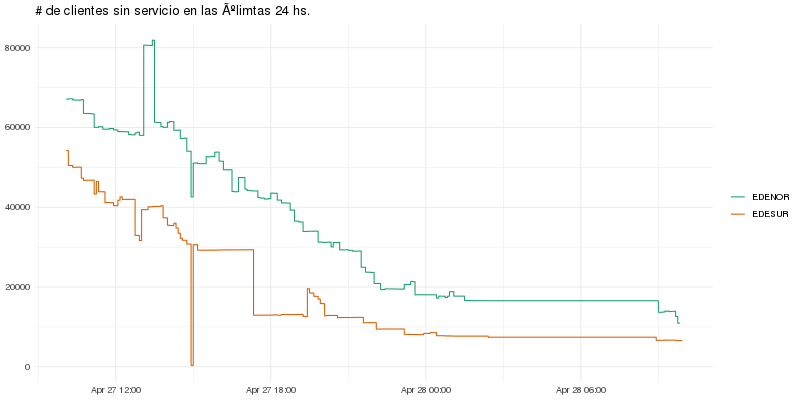 # de clientes sin servicio en las Ãºlimtas 24 hs.
80000
60000
40000
20000
0
Apr 27 12:00
Apr 27 18:00
Apr 28 00:00
Apr 28 06:00
EDENOR
EDESUR